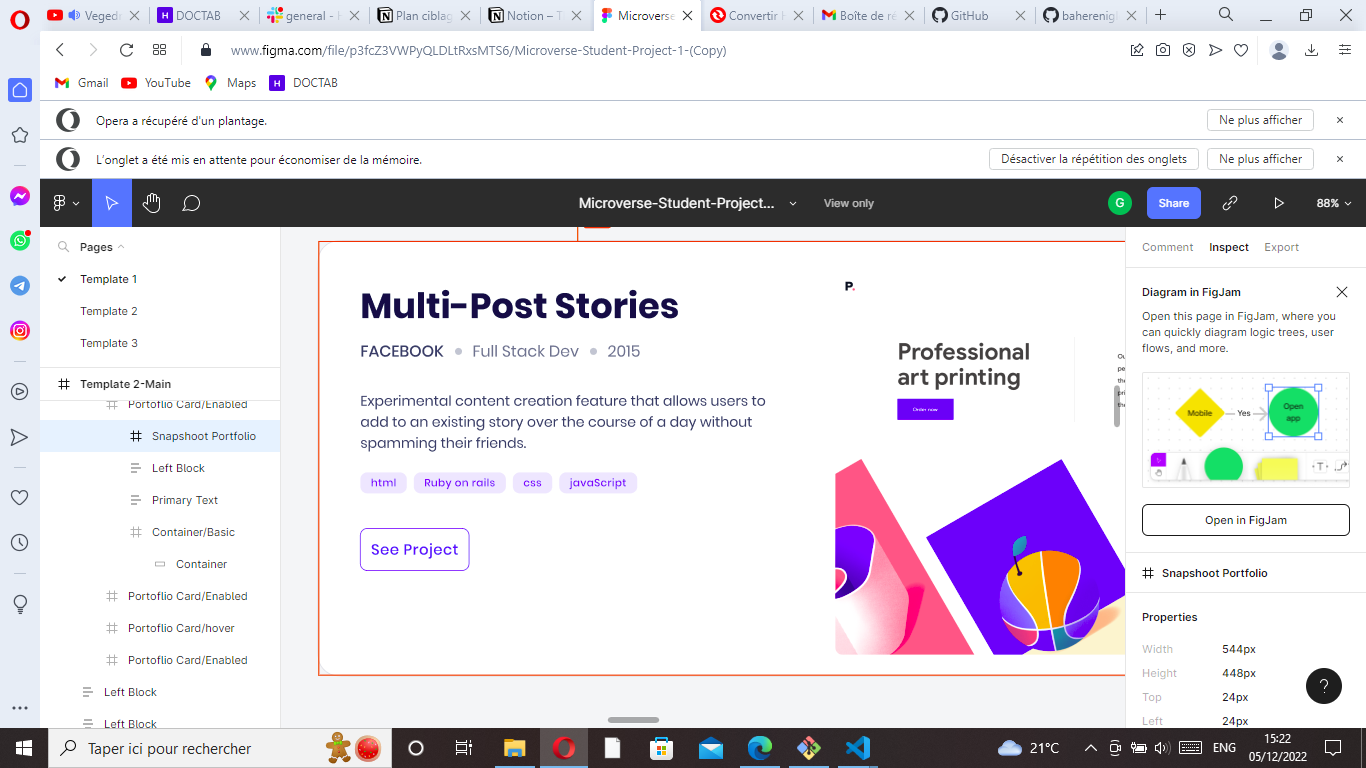 Veged
DOCTAB
general -
Plan ciblag
Notion – T
Microverse
Convertir
Boîte de ré
GitHub
baherenigl
www.figma.com/file/p3fcZ3VWPyQLDLtRxsMTS6/Microverse-Student-Project-1-(Copy)
Gmail
YouTube
Maps
DOCTAB
Opera a récupéré d'un plantage.
Ne plus afficher
L'onglet a été mis en attente pour économiser de la mémoire.
Désactiver la répétition des onglets
Ne plus afficher
Microverse-Student-Project...
View only
G
Share
88%
Pages
Template 1
Template 2
Template 3
Template 2-Main
Portoflio Card/Enabled
Snapshoot Portfolio
Left Block
Primary Text
Container/Basic
Container
Portoflio Card/Enabled
Portoflio Card/hover
Portoflio Card/Enabled
Left Block
Left Block
Multi-Post Stories
FACEBOOK
Full Stack Dev
2015
Experimental content creation feature that allows users to
add to an existing story over the course of a day without
spamming their friends.
html
Ruby on rails
css
javaScript
See Project
P.
Professional
art printing
Order now
Comment
Inspect
Export
Diagram in FigJam
Open this page in FigJam, where you
can quickly diagram logic trees, user
flows, and more.
Mobile
Yes
Open
app
T
Open in FigJam
Snapshoot Portfolio
Properties
Width
544px
Height
448px
Top
24px
Left
24px
?
Taper ici pour rechercher
21°C
ENG
15:22
05/12/2022